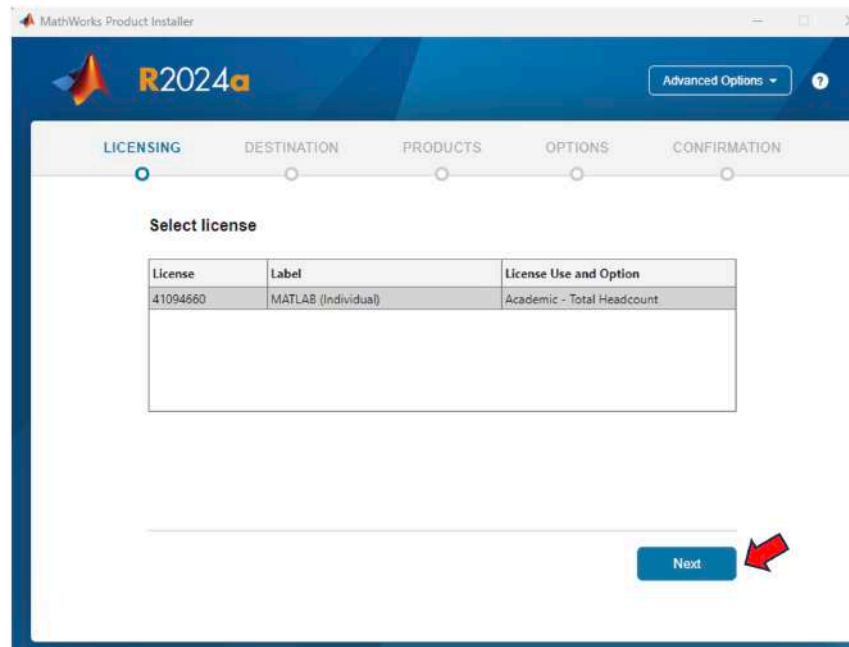 MathWorks Product Installer
R2024a
Advanced Options
?
LICENSING DESTINATION PRODUCTS OPTIONS CONFIRMATION
Select license
License Label License Use and Option
41094660 MATLAB (Individual) Academic - Total Headcount
Next